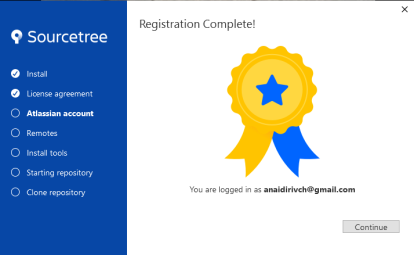 Sourcetree
Install
License agreement
Atlassian account
Remotes
Install tools
Starting repository
Clone repository
Registration Complete!
You are logged in as anaidirivch@gmail.com
Continue